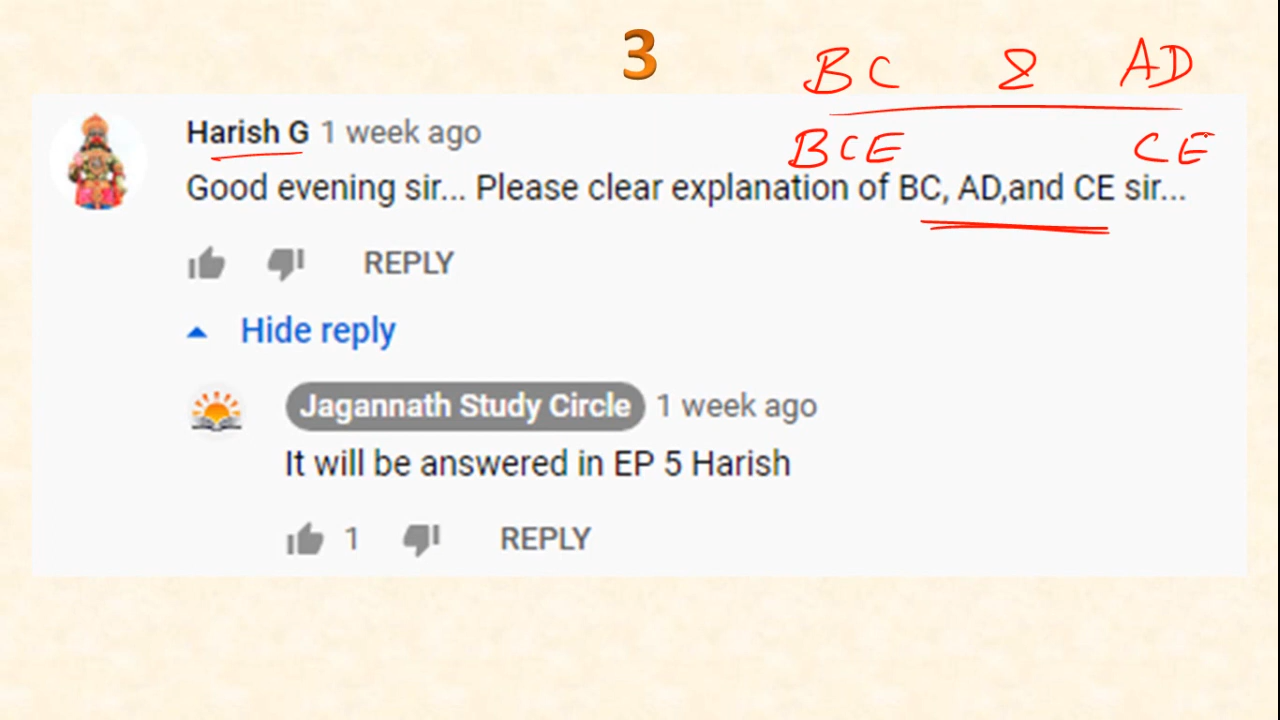 3
BC & AD
BCE CE
Harish G 1 week ago
Good evening sir... Please clear explanation of BC, AD,and CE sir...
REPLY
Hide reply
Jagannath Study Circle 1 week ago
It will be answered in EP 5 Harish
1 REPLY